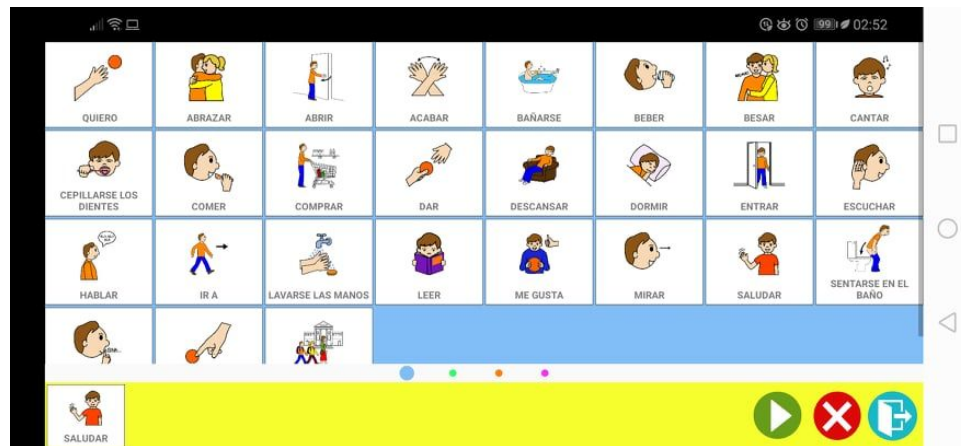 99 02:52
QUIERO
ABRAZAR
ABRIR
ACABAR
BAÑARSE
BEBER
BESAR
CANTAR
CEPILLARSE LOS
DIENTES
COMER
COMPRAR
DAR
DESCANSAR
DORMIR
ENTRAR
ESCUCHAR
HABLAR
IR A
LAVARSE LAS MANOS
LEER
ME GUSTA
MIRAR
SALUDAR
SENTARSE EN EL
BAÑO
SALUDAR